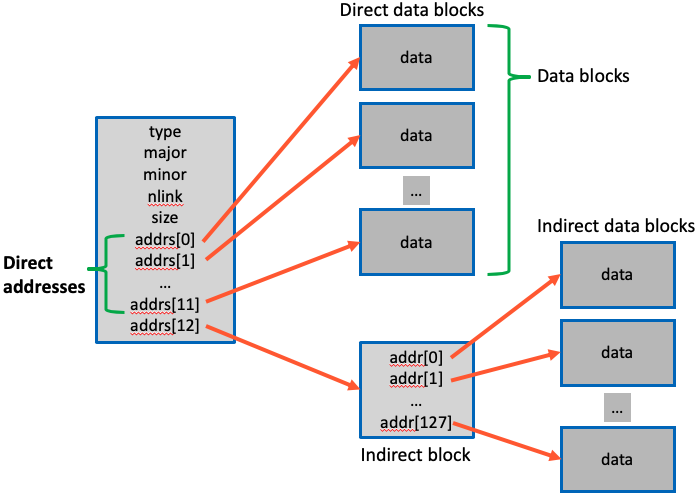 Direct data blocks
data
Data blocks
data
...
data
type
major
minor
nlink
size
addrs[0]
addrs[1]
...
addrs[11]
addrs[12]
Direct
addresses
Indirect data blocks
data
data
...
data
addr[0]
addr[1]
...
addr[127]
Indirect block